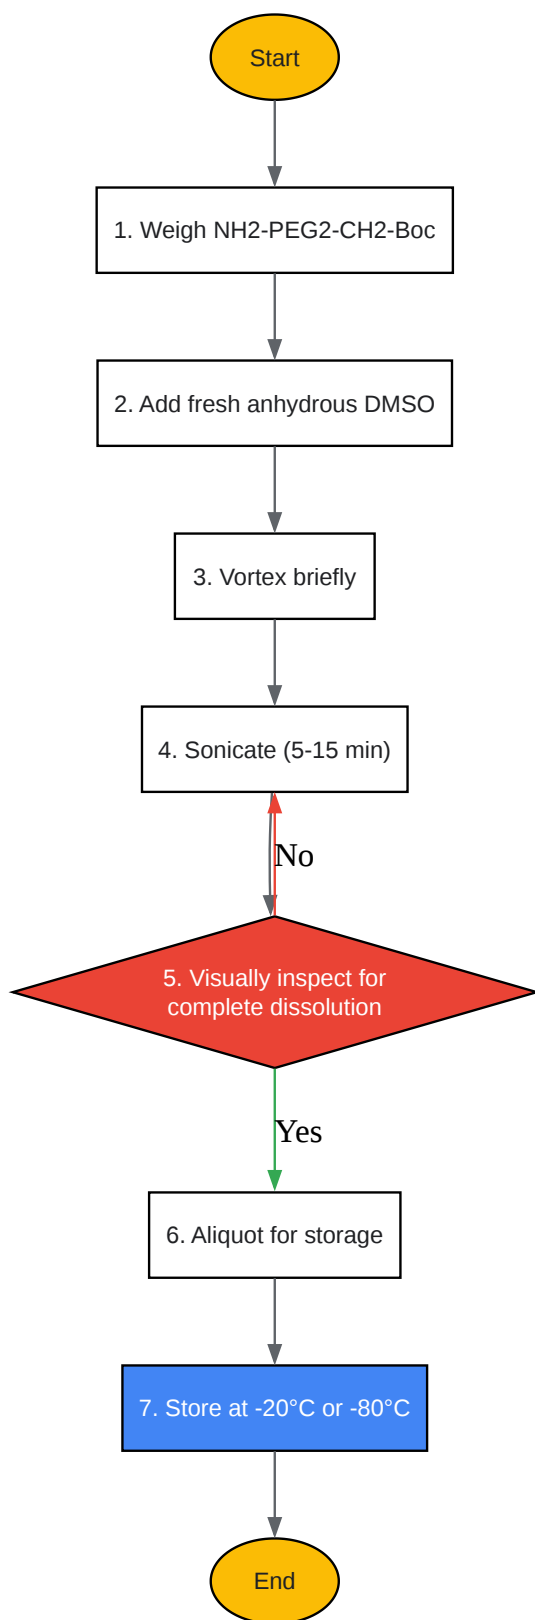 Start
1. Weigh NH2-PEG2-CH2-Boc
2. Add fresh anhydrous DMSO
3. Vortex briefly
4. Sonicate (5-15 min)
No
5. Visually inspect for
complete dissolution
Yes
6. Aliquot for storage
7. Store at -20°C or -80°C
End